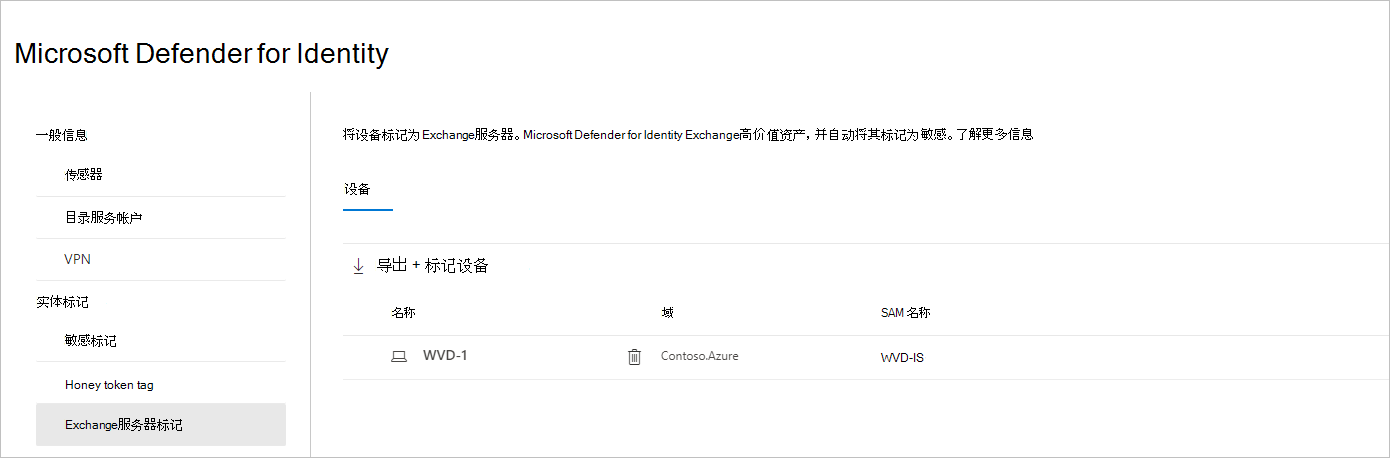 Microsoft Defender for Identity
一般信息
传感器
目录服务帐户
VPN
实体标记
敏感标记
Honey token tag
Exchange服务器标记
将设备标记为 Exchange服务器。Microsoft Defender for Identity Exchange高价值资产, 并自动将其标记为敏感。了解更多信息
设备
导出 + 标记设备
名称 域 SAM 名称
WVD-1 Contoso.Azure WVD-IS